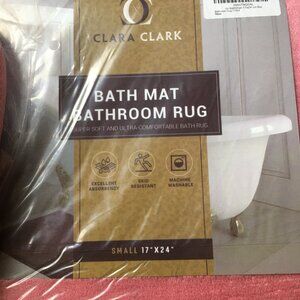 CLARA CLARK
BATH MAT
BATHROOM RUG
SUPER SOFT AND ULTRA COMFORTABLE BATH RUG
EXCELLENT
ABSORBENCY
SKID
RESISTANT
MACHINE
WASHABLE
SMALL 17"X24"